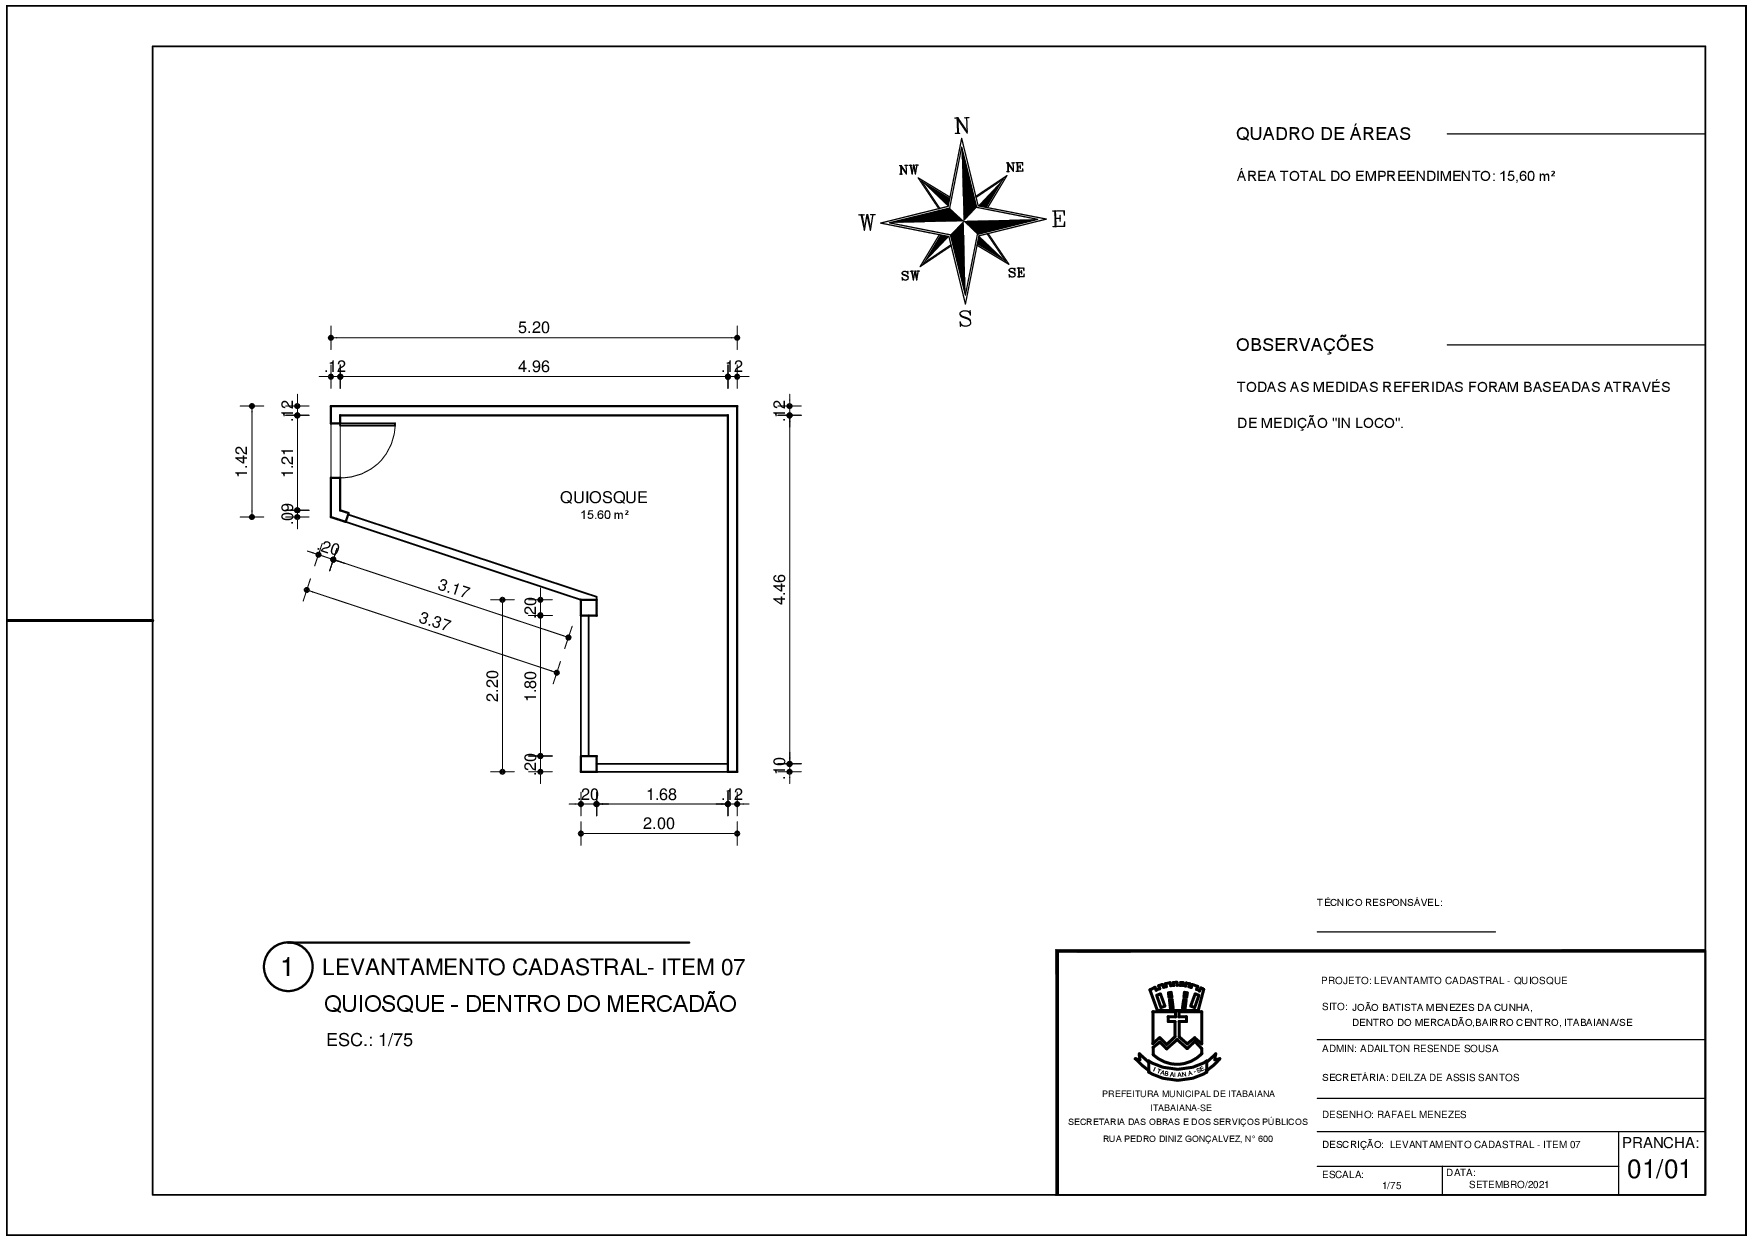 N
NW
NE
W
E
SW
SE
S
QUADRO DE ÁREAS
ÁREA TOTAL DO EMPREENDIMENTO: 15,60 m²
OBSERVAÇÕES
TODAS AS MEDIDAS REFERIDAS FORAM BASEADAS ATRAVÉS
DE MEDIÇÃO "IN LOCO".
5.20
.12
4.96
.12
.12
1.42
1.21
.09
.12
QUIOSQUE
15.60 m²
.20
3.17
3.37
4.46
.20
2.20
1.80
.20
.10
.20
1.68
.12
2.00
1
LEVANTAMENTO CADASTRAL- ITEM 07
QUIOSQUE - DENTRO DO MERCADÃO
ESC.: 1/75
TÉCNICO RESPONSÁVEL:
ITABAIANA-SE
PREFEITURA MUNICIPAL DE ITABAIANA
ITABAIANA-SE
SECRETARIA DAS OBRAS E DOS SERVIÇOS PÚBLICOS
RUA PEDRO DINIZ GONÇALVEZ, N° 600
PROJETO: LEVANTAMTO CADASTRAL - QUIOSQUE
SITO: JOÃO BATISTA MENEZES DA CUNHA,
DENTRO DO MERCADÃO,BAIRRO CENTRO, ITABAIANA/SE
ADMIN: ADAILTON RESENDE SOUSA
SECRETÁRIA: DEILZA DE ASSIS SANTOS
DESENHO: RAFAEL MENEZES
DESCRIÇÃO: LEVANTAMENTO CADASTRAL - ITEM 07
ESCALA:
1/75
DATA:
SETEMBRO/2021
PRANCHA:
01/01